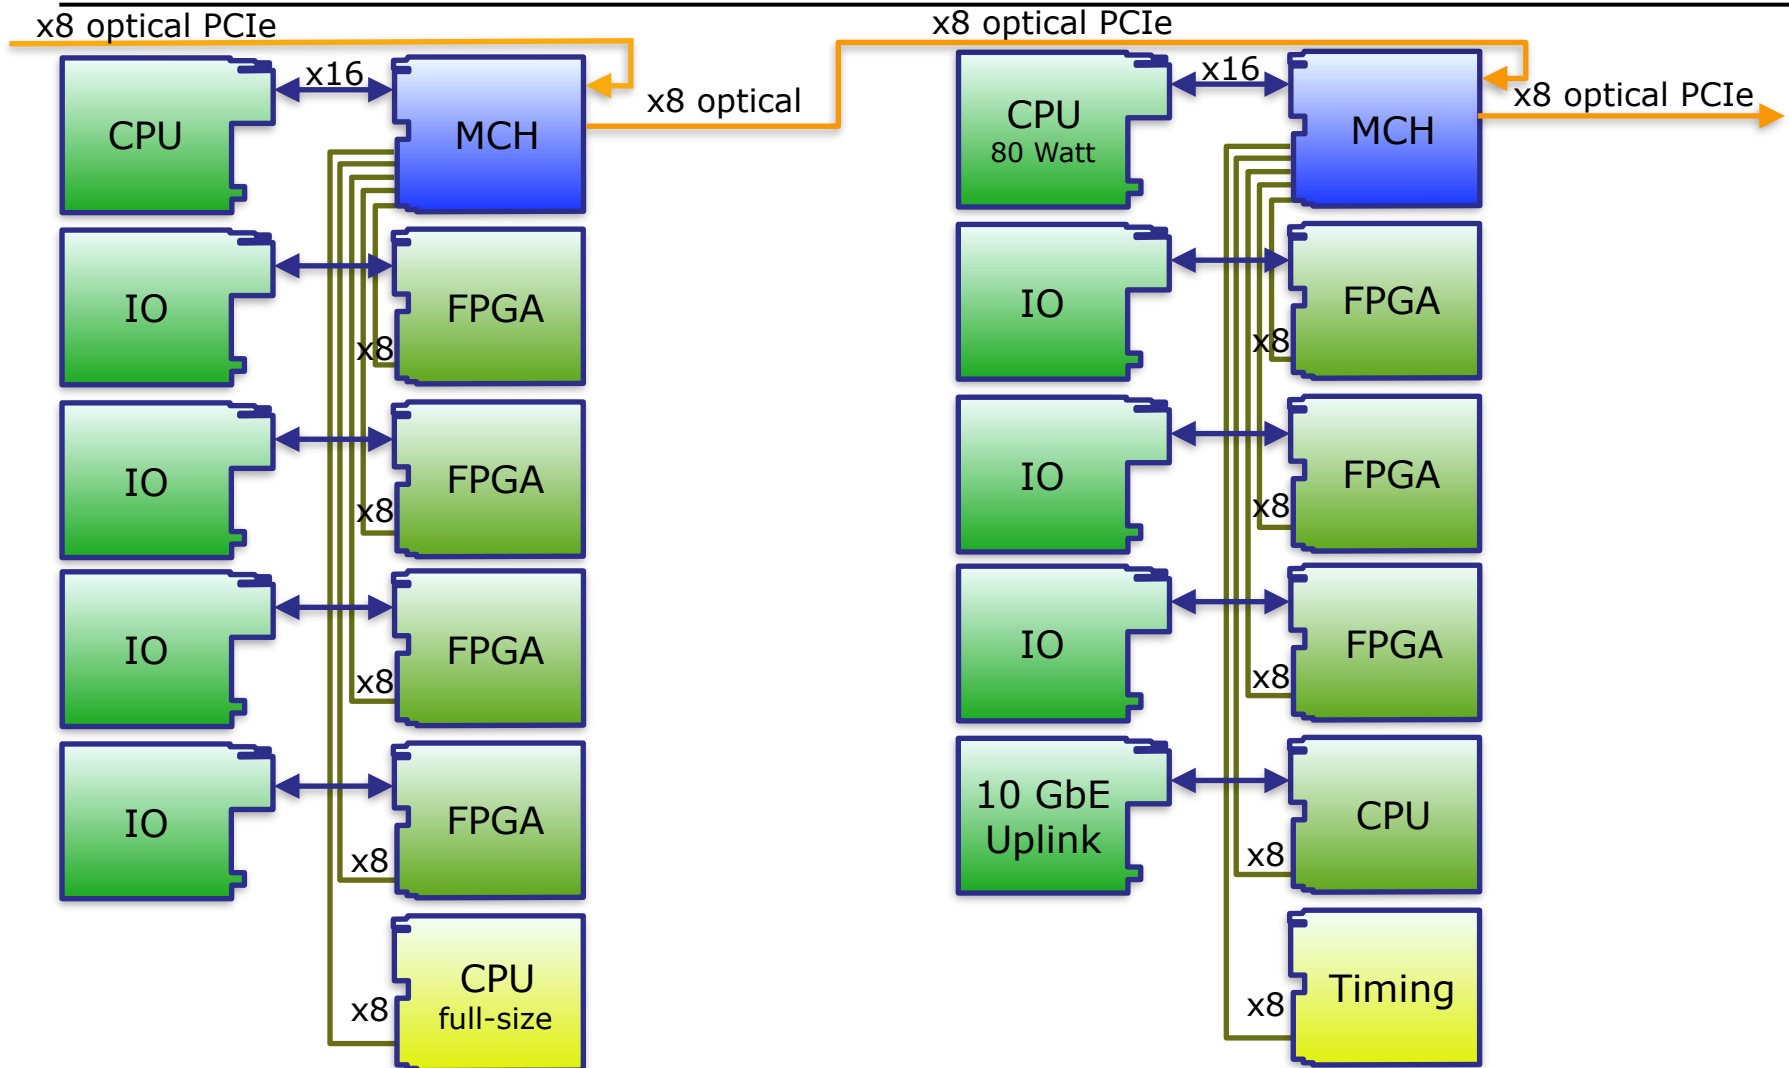 x8 optical PCIe
x8 optical PCIe
x16
x16
x8 optical
x8 optical PCIe
CPU
MCH
CPU
80 Watt
MCH
IO
FPGA
x8
IO
FPGA
x8
IO
FPGA
x8
IO
FPGA
x8
IO
FPGA
x8
IO
FPGA
x8
IO
FPGA
x8
10 GbE
Uplink
CPU
x8
CPU
full-size
x8
Timing
x8